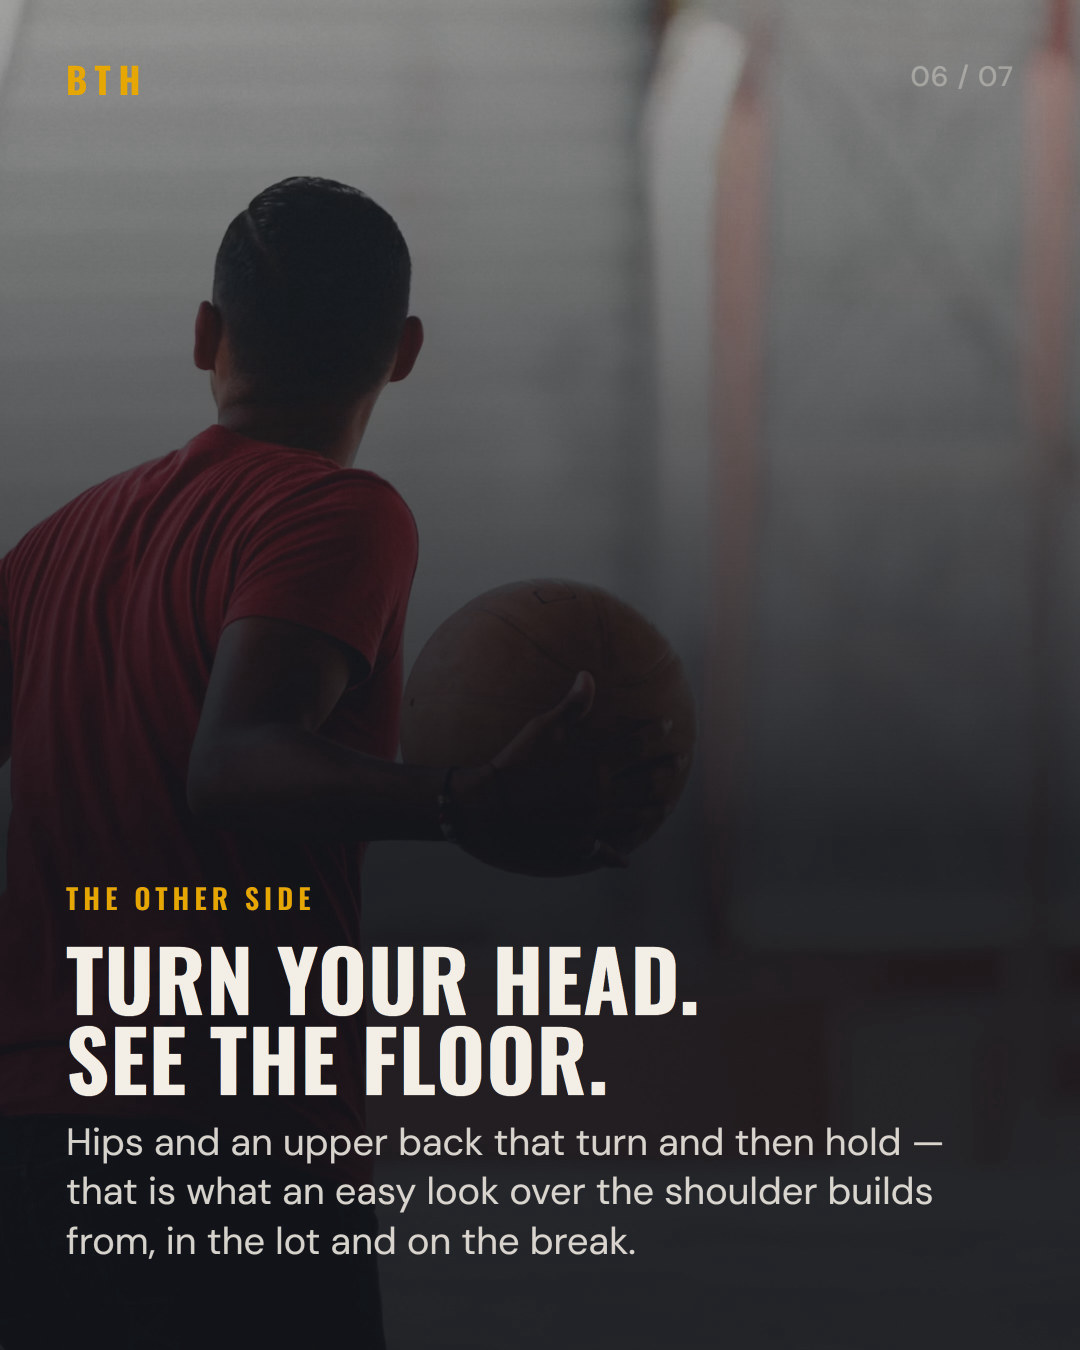 BTH
06 / 07
THE OTHER SIDE
TURN YOUR HEAD.
SEE THE FLOOR.
Hips and an upper back that turn and then hold —
that is what an easy look over the shoulder builds
from, in the lot and on the break.